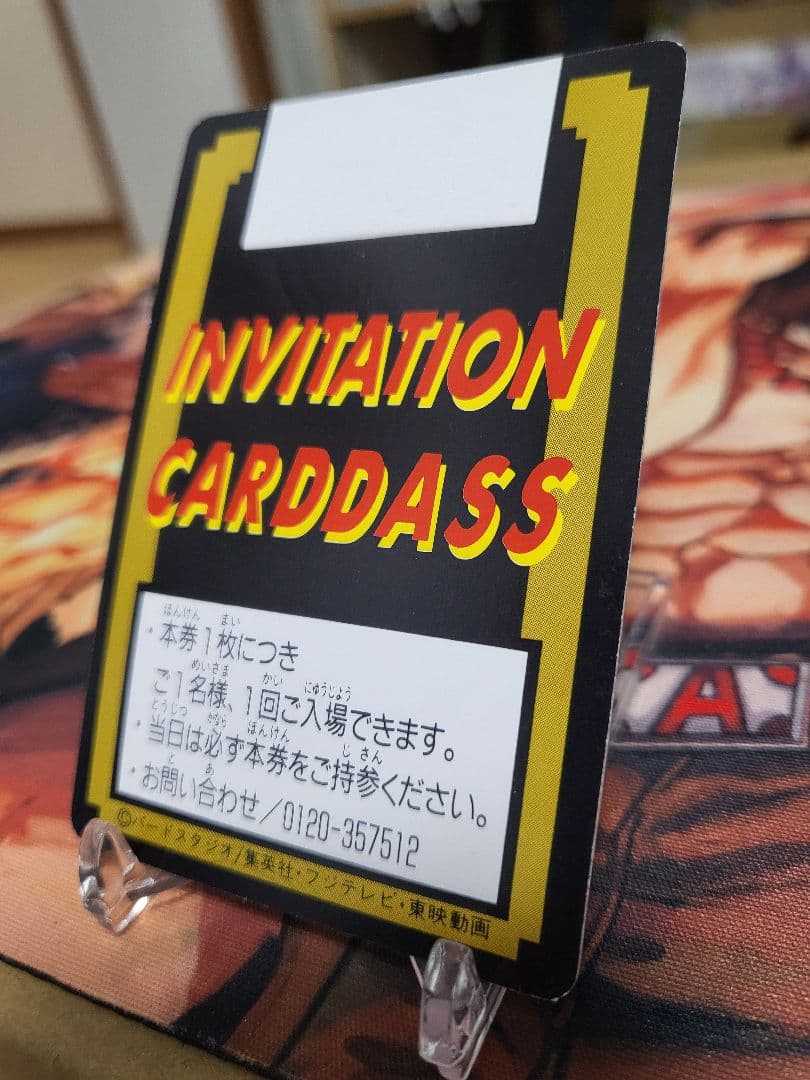 INVITATION
CARDDASS
・本券1枚につき
ご1名様、1回ご入場できます。
・当日は必ず本券をご持参ください。
・お問い合わせ/0120-357512
©バードスタジオ/集英社・フジテレビ・東映動画